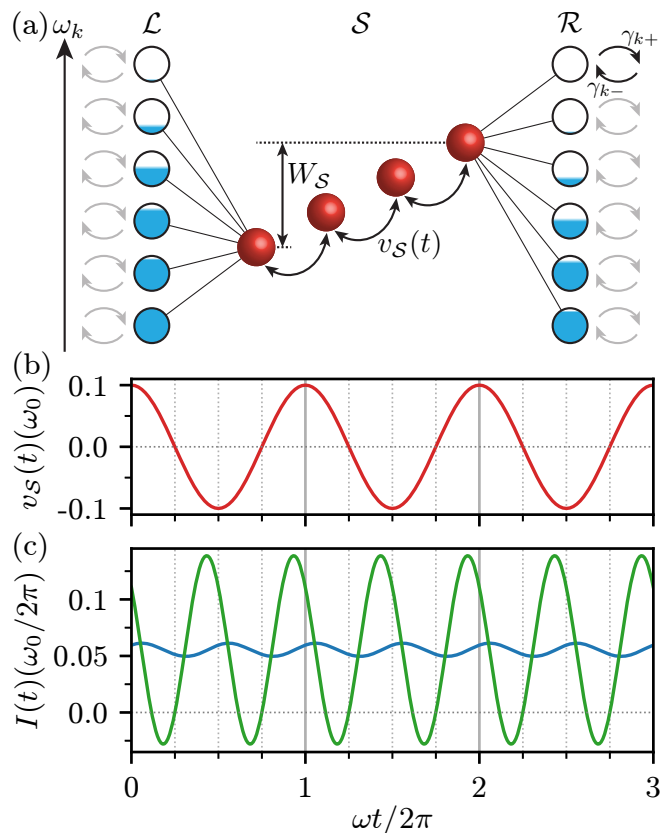 (a) ω_k 𝓛 𝓢 𝓡
γ_{k+}
γ_{k−}
W_𝓢
v_𝓢(t)
(b)
v_𝓢(t)(ω_0)
0.1
0.0
-0.1
(c)
I(t)(ω_0/2π)
0.1
0.05
0.0
0 1 2 3
ωt/2π